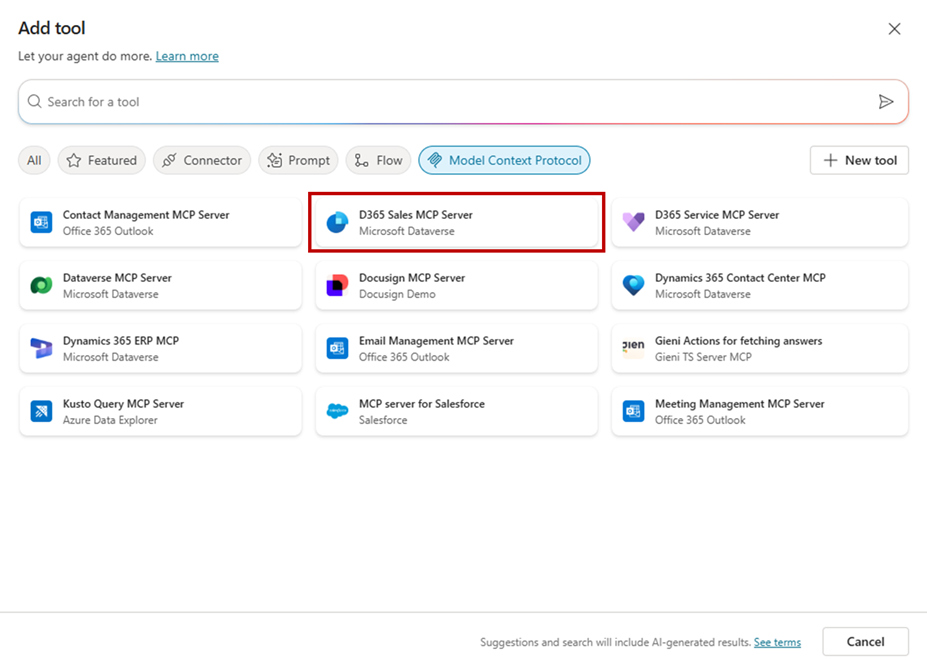 Add tool
Let your agent do more. Learn more
Search for a tool
All
Featured
Connector
Prompt
Flow
Model Context Protocol
New tool
Contact Management MCP Server
Office 365 Outlook
D365 Sales MCP Server
Microsoft Dataverse
D365 Service MCP Server
Microsoft Dataverse
Dataverse MCP Server
Microsoft Dataverse
Docusign MCP Server
Docusign Demo
Dynamics 365 Contact Center MCP
Microsoft Dataverse
Dynamics 365 ERP MCP
Microsoft Dataverse
Email Management MCP Server
Office 365 Outlook
gien
Gieni Actions for fetching answers
Gieni TS Server MCP
Kusto Query MCP Server
Azure Data Explorer
salesforce
MCP server for Salesforce
Salesforce
Meeting Management MCP Server
Office 365 Outlook
Suggestions and search will include AI-generated results. See terms
Cancel